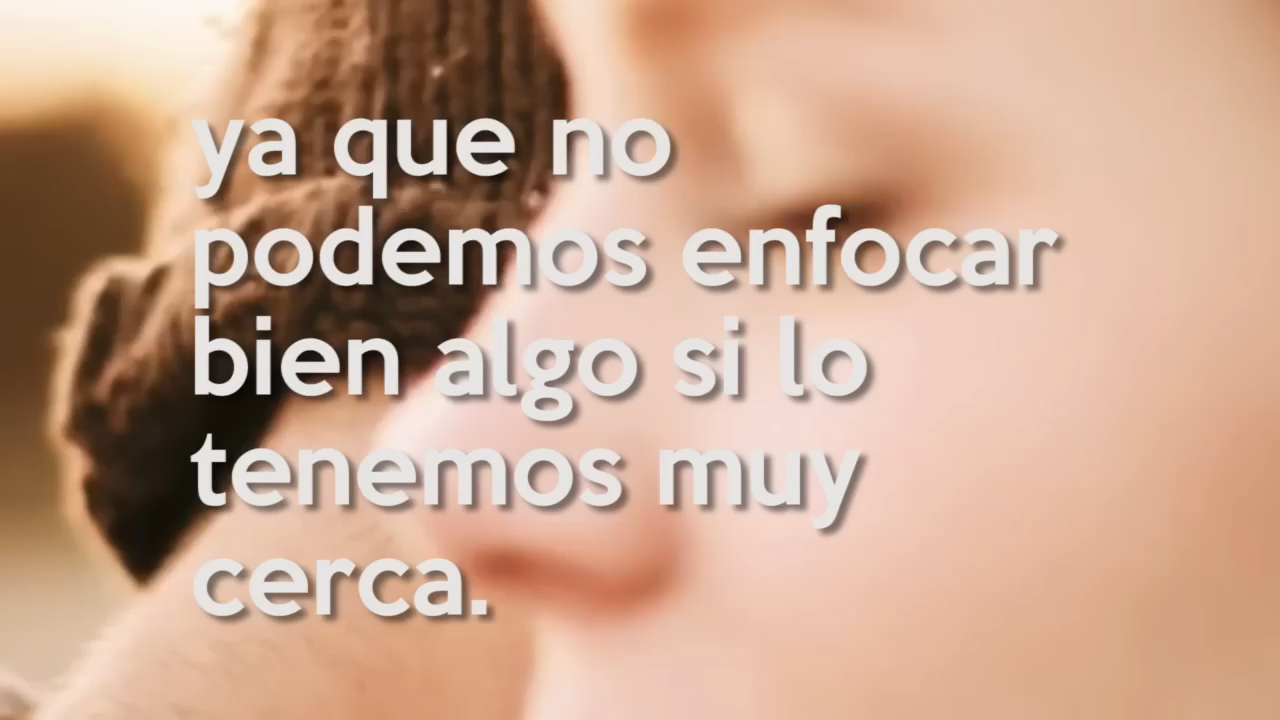 ya que no
podemos enfocar
bien algo si lo
tenemos muy
cerca.